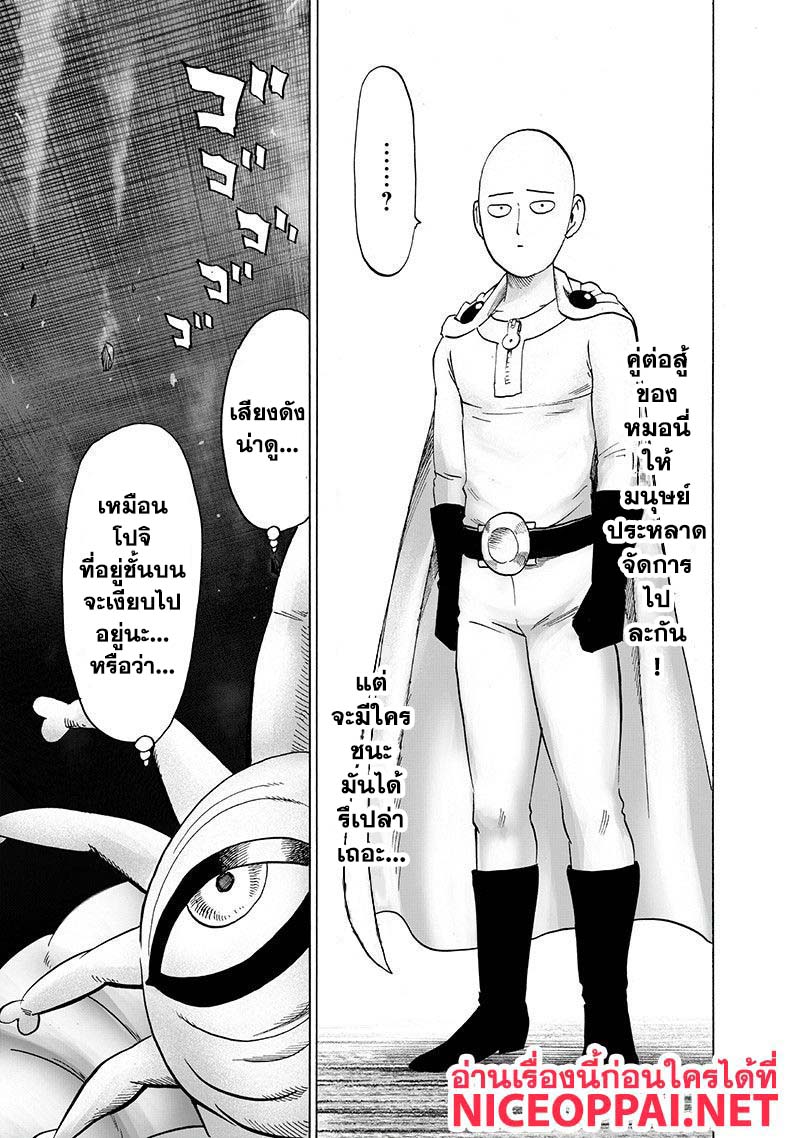 คู่ต่อสู้
ของ
หมอนี่
ให้
มนุษย์
ประหลาด
จัดการ
ไป
ละกัน
!
……
?
แต่
จะมีใคร
ชนะ
มันได้
รึเปล่า
เถอะ...
ゴゴゴゴゴ
เสียงดัง
น่าดู...
เหมือน
โปจิ
ที่อยู่ชั้นบน
จะเงียบไป
อยู่นะ...
หรือว่า...
อ่านเรื่องนี้ก่อนใครได้ที่
NICEOPPAI.NET